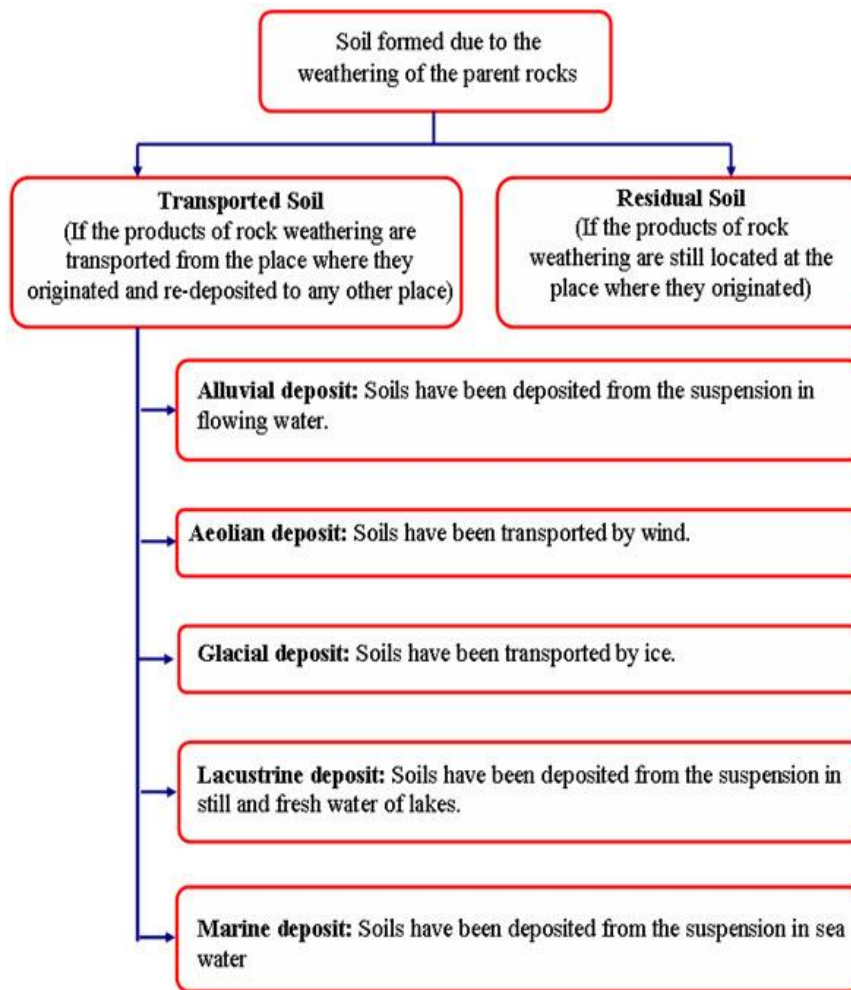 Soil formed due to the
weathering of the parent rocks
Transported Soil
(If the products of rock weathering are
transported from the place where they
originated and re-deposited to any other place)
Residual Soil
(If the products of rock
weathering are still located at the
place where they originated)
Alluvial deposit: Soils have been deposited from the suspension in
flowing water.
Aeolian deposit: Soils have been transported by wind.
Glacial deposit: Soils have been transported by ice.
Lacustrine deposit: Soils have been deposited from the suspension in
still and fresh water of lakes.
Marine deposit: Soils have been deposited from the suspension in sea
water